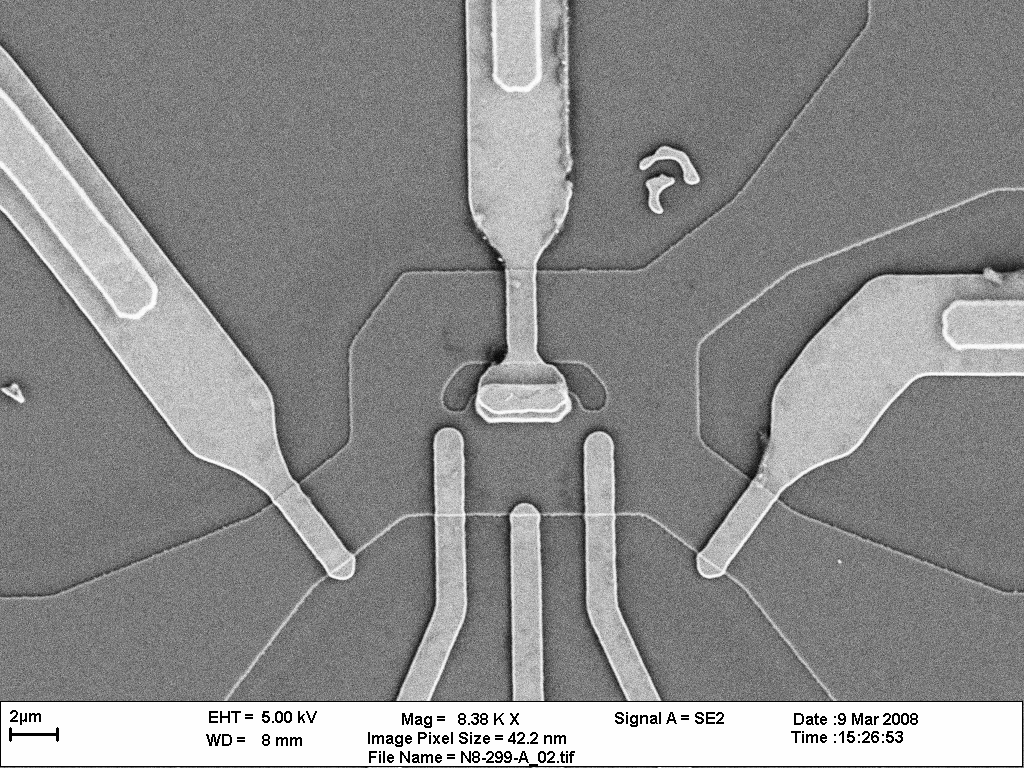 2µm
EHT = 5.00 kV
WD = 8 mm
Mag = 8.38 K X
Image Pixel Size = 42.2 nm
File Name = N8-299-A_02.tif
Signal A = SE2
Date :9 Mar 2008
Time :15:26:53